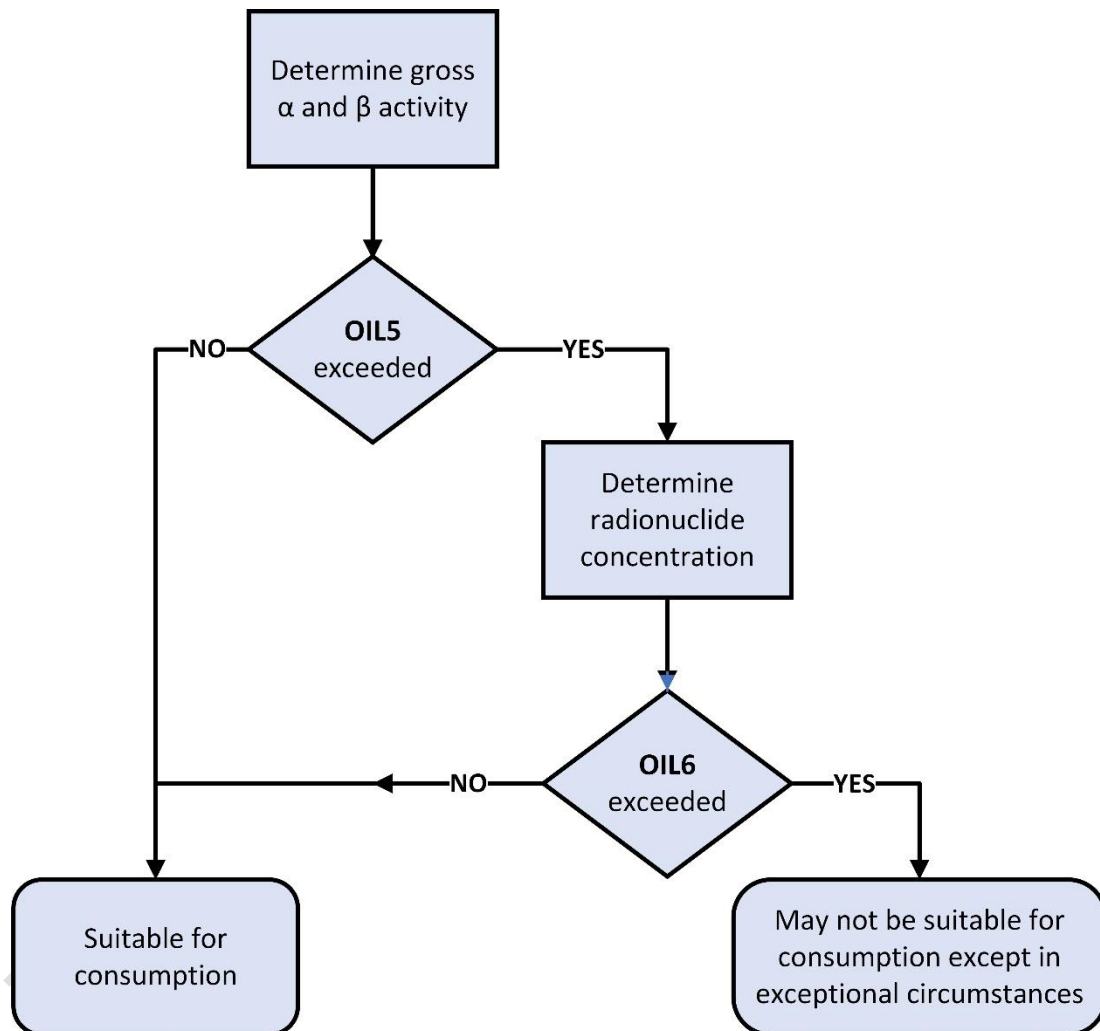 Determine gross
α and β activity
OIL5
exceeded
NO
YES
Determine
radionuclide
concentration
OIL6
exceeded
NO
YES
Suitable for
consumption
May not be suitable for
consumption except in
exceptional circumstances